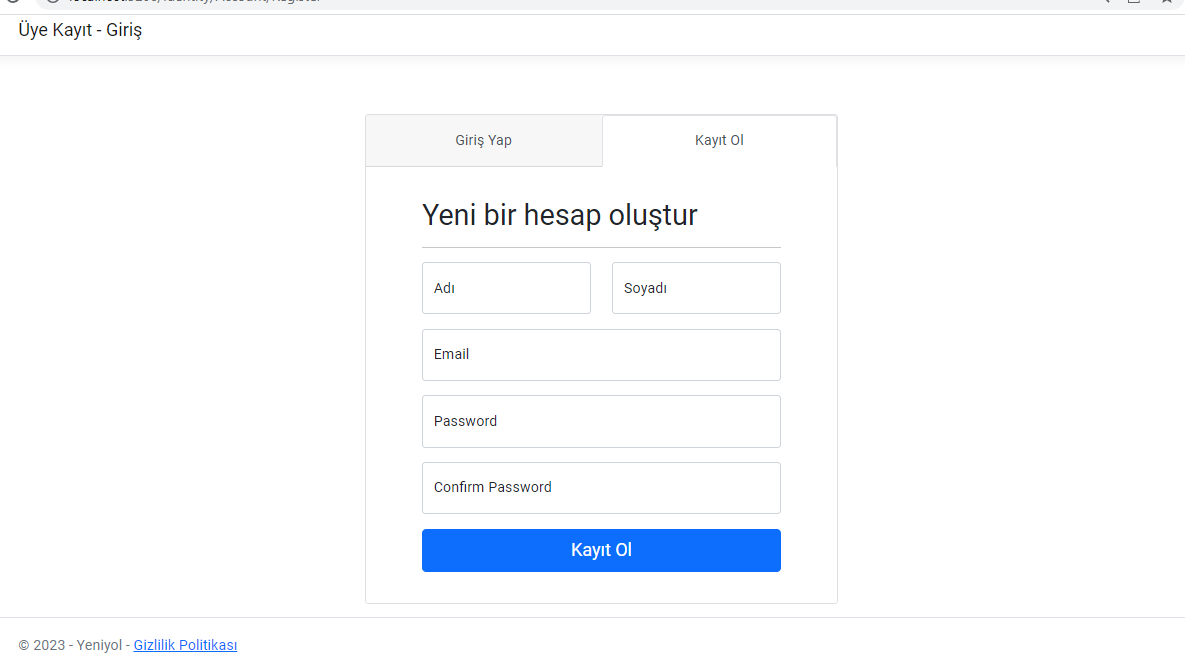 Üye Kayıt - Giriş
Giriş Yap
Kayıt Ol
Yeni bir hesap oluştur
Adı
Soyadı
Email
Password
Confirm Password
Kayıt Ol
© 2023 - Yeniyol - Gizlilik Politikası